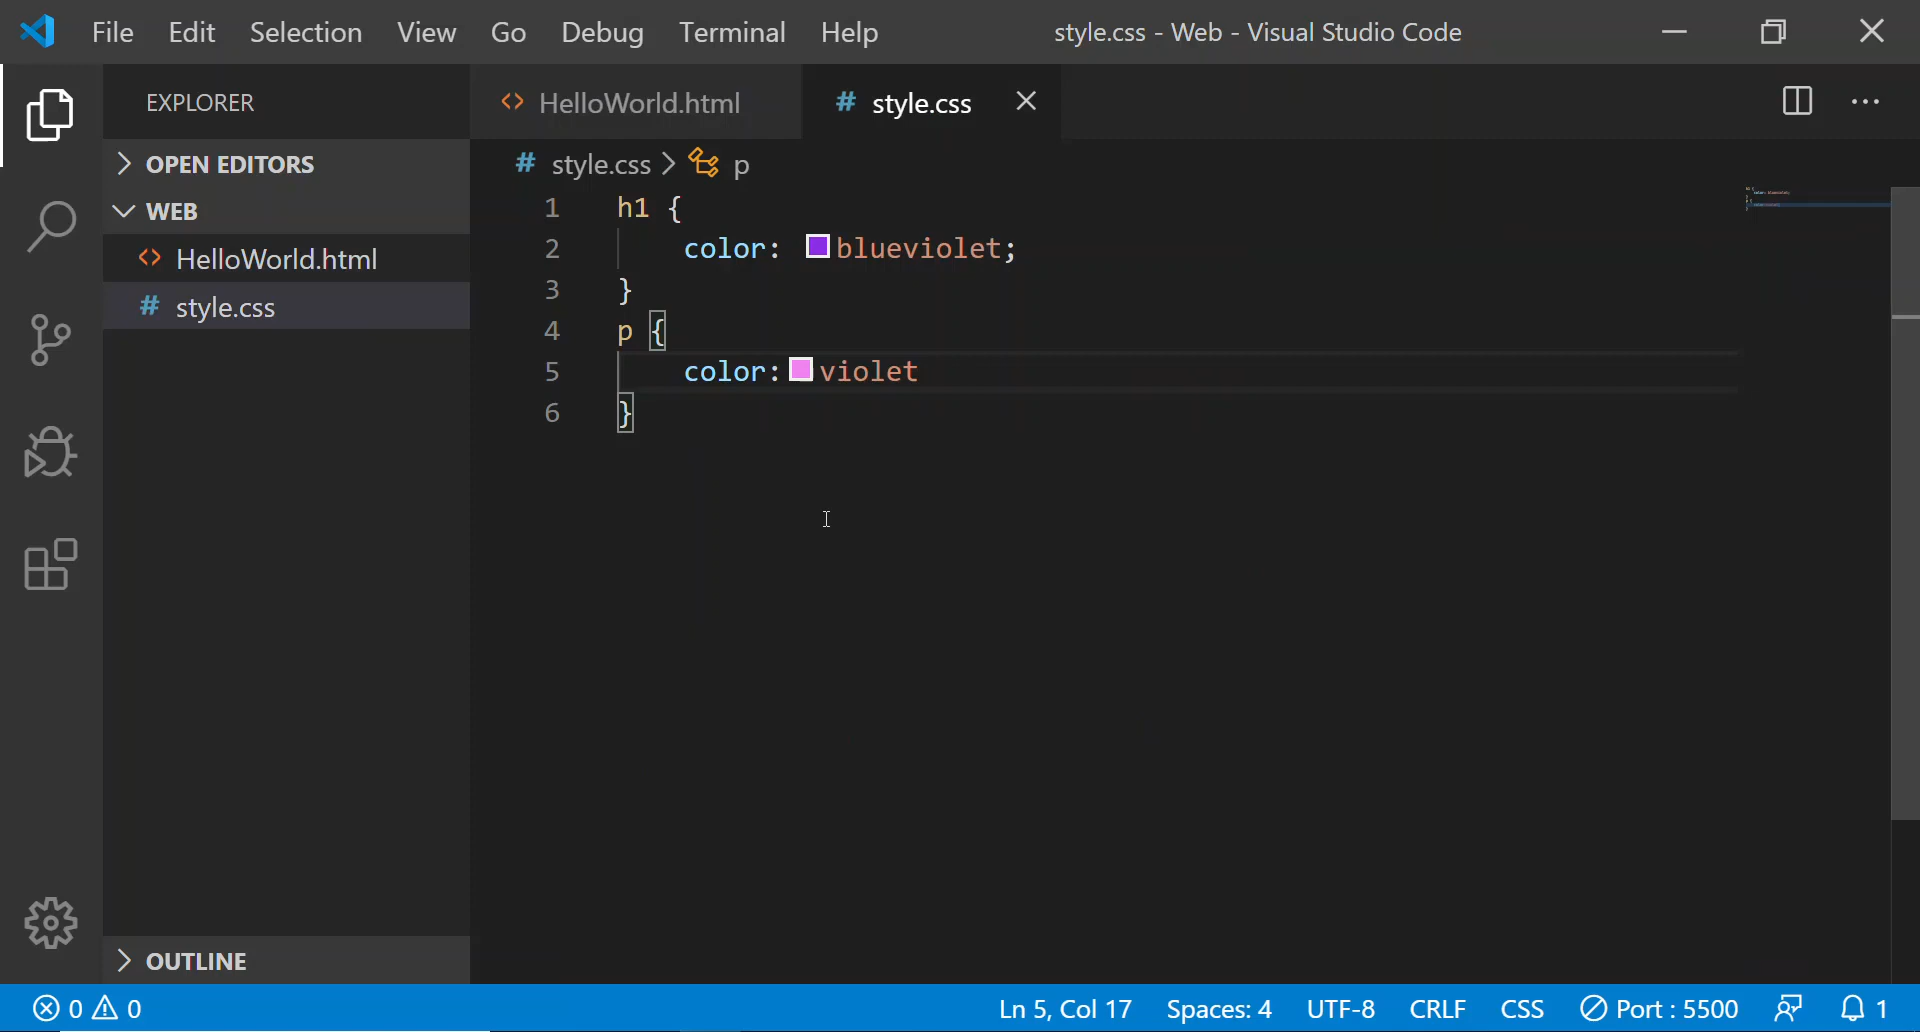 File Edit Selection View Go Debug Terminal Help style.css - Web - Visual Studio Code
EXPLORER
OPEN EDITORS
WEB
HelloWorld.html
# style.css
OUTLINE
HelloWorld.html
# style.css
# style.css > p
1 h1 {
2     color: blueviolet;
3 }
4 p {
5     color:violet
6 }
0 0 Ln 5, Col 17 Spaces: 4 UTF-8 CRLF CSS Port : 5500 1